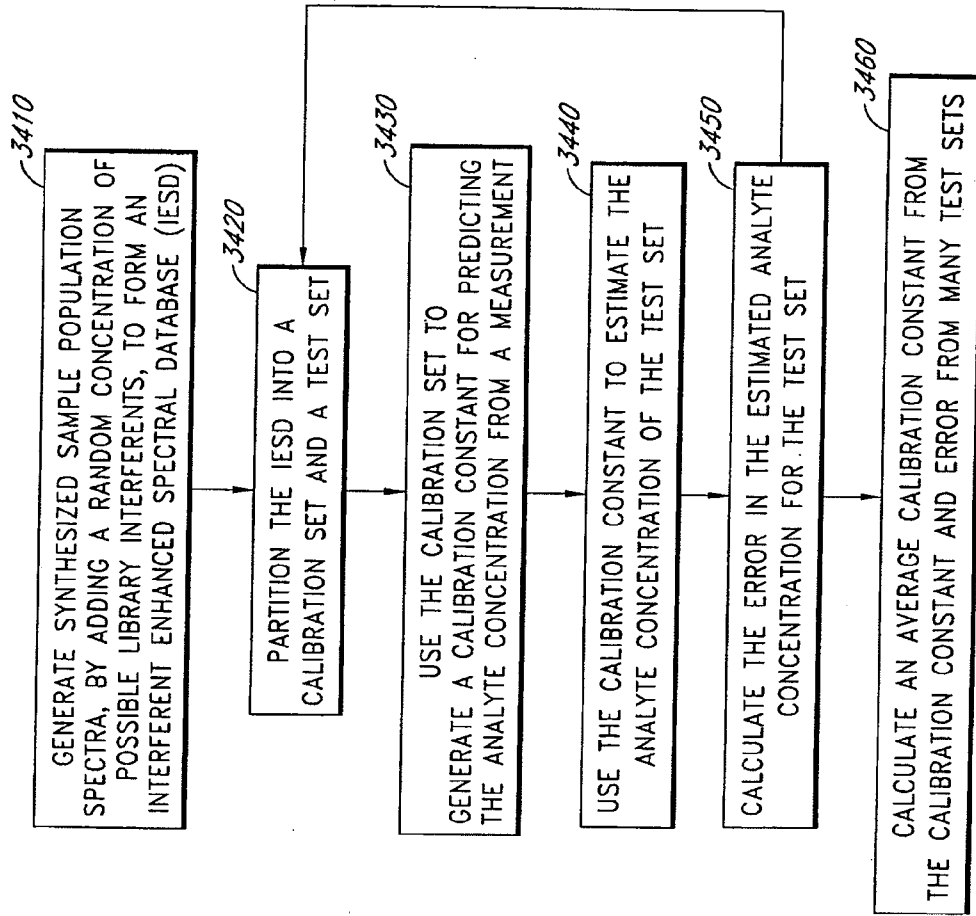 3410
GENERATE SYNTHESIZED SAMPLE POPULATION
SPECTRA, BY ADDING A RANDOM CONCENTRATION OF
POSSIBLE LIBRARY INTERFERENTS, TO FORM AN
INTERFERENT ENHANCED SPECTRAL DATABASE (IESD)
3420
PARTITION THE IESD INTO A
CALIBRATION SET AND A TEST SET
3430
USE THE CALIBRATION SET TO
GENERATE A CALIBRATION CONSTANT FOR PREDICTING
THE ANALYTE CONCENTRATION FROM A MEASUREMENT
3440
USE THE CALIBRATION CONSTANT TO ESTIMATE THE
ANALYTE CONCENTRATION OF THE TEST SET
3450
CALCULATE THE ERROR IN THE ESTIMATED ANALYTE
CONCENTRATION FOR THE TEST SET
3460
CALCULATE AN AVERAGE CALIBRATION CONSTANT FROM
THE CALIBRATION CONSTANT AND ERROR FROM MANY TEST SETS